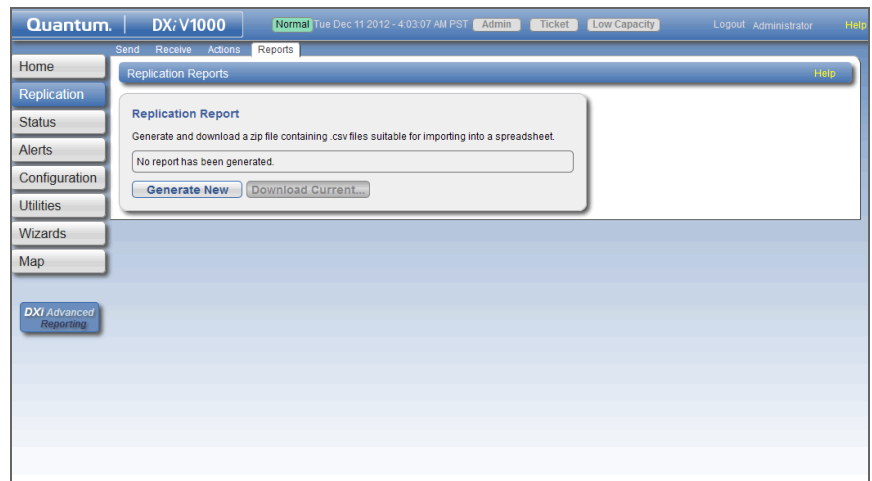 Quantum. DXi V1000 Normal Tue Dec 11 2012 - 4:03:07 AM PST Admin Ticket Low Capacity Logout Administrator Help
Send Receive Actions Reports
Home
Replication
Status
Alerts
Configuration
Utilities
Wizards
Map
DXi Advanced
Reporting
Replication Reports Help
Replication Report
Generate and download a zip file containing .csv files suitable for importing into a spreadsheet.
No report has been generated.
Generate New Download Current...